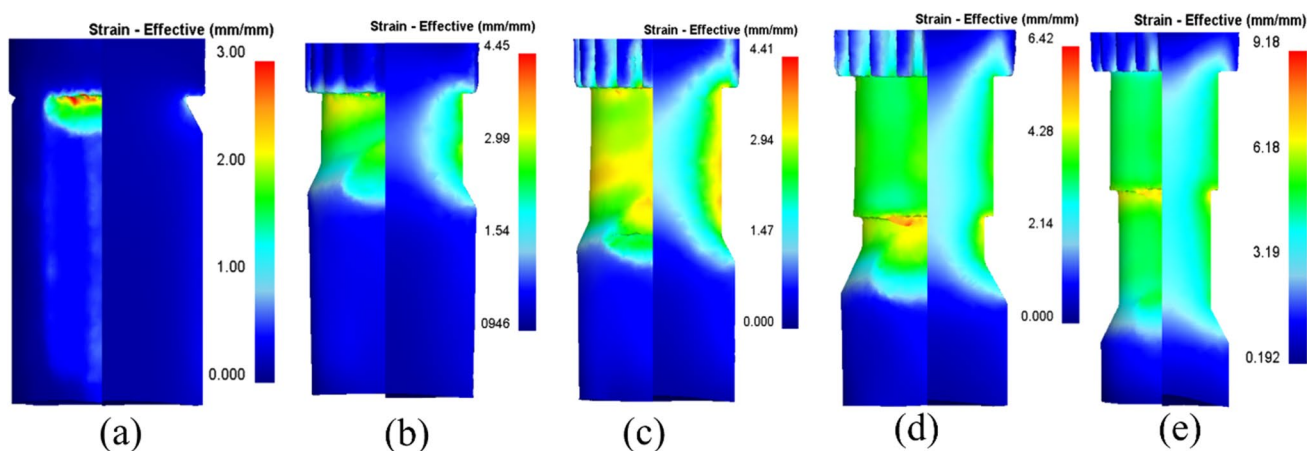 Strain - Effective (mm/mm)
3.00
2.00
1.00
0.000
(a)
Strain - Effective (mm/mm)
4.45
2.99
1.54
0946
(b)
Strain - Effective (mm/mm)
4.41
2.94
1.47
0.000
(c)
Strain - Effective (mm/mm)
6.42
4.28
2.14
0.000
(d)
Strain - Effective (mm/mm)
9.18
6.18
3.19
0.192
(e)